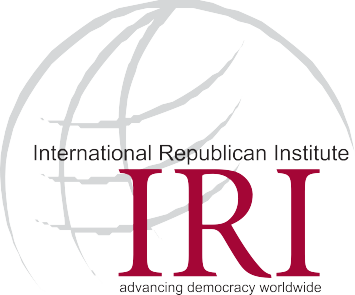 International Republican Institute
IRI
advancing democracy worldwide